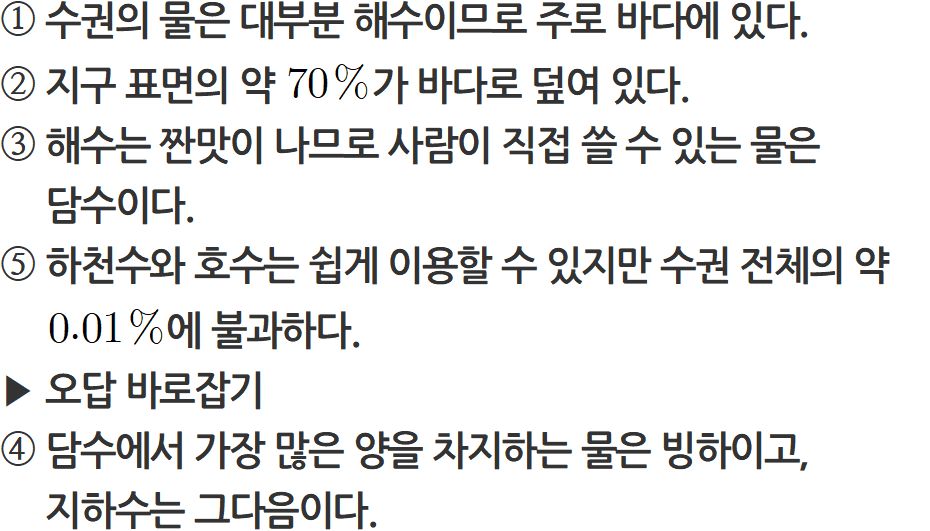 ① 수권의 물은 대부분 해수이므로 주로 바다에 있다.
② 지구 표면의 약 70%가 바다로 덮여 있다.
③ 해수는 짠맛이 나므로 사람이 직접 쓸 수 있는 물은
담수이다.
⑤ 하천수와 호수는 쉽게 이용할 수 있지만 수권 전체의 약
0.01%에 불과하다.
▶ 오답 바로잡기
④ 담수에서 가장 많은 양을 차지하는 물은 빙하이고,
지하수는 그다음이다.